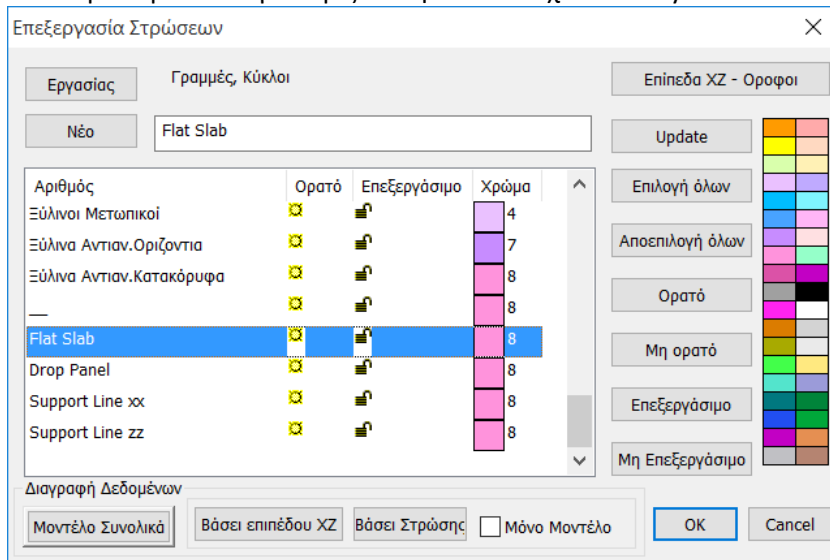 Επεξεργασία Στρώσεων
Εργασίας
Γραμμές, Κύκλοι
Επίπεδα XZ - Οροφοι
Νέο
Flat Slab
Update
Αριθμός Ορατό Επεξεργάσιμο Χρώμα
Επιλογή όλων
Ξύλινοι Μετωπικοί 4
Ξύλινα Αντιαν.Οριζοντια 7
Αποεπιλογή όλων
Ξύλινα Αντιαν.Κατακόρυφα 8
Ορατό
__ 8
Flat Slab 8
Μη ορατό
Drop Panel 8
Support Line xx 8
Επεξεργάσιμο
Support Line zz 8
Μη Επεξεργάσιμο
Διαγραφή Δεδομένων
Μοντέλο Συνολικά
Βάσει επιπέδου XZ
Βάσει Στρώσης
Μόνο Μοντέλο
OK
Cancel